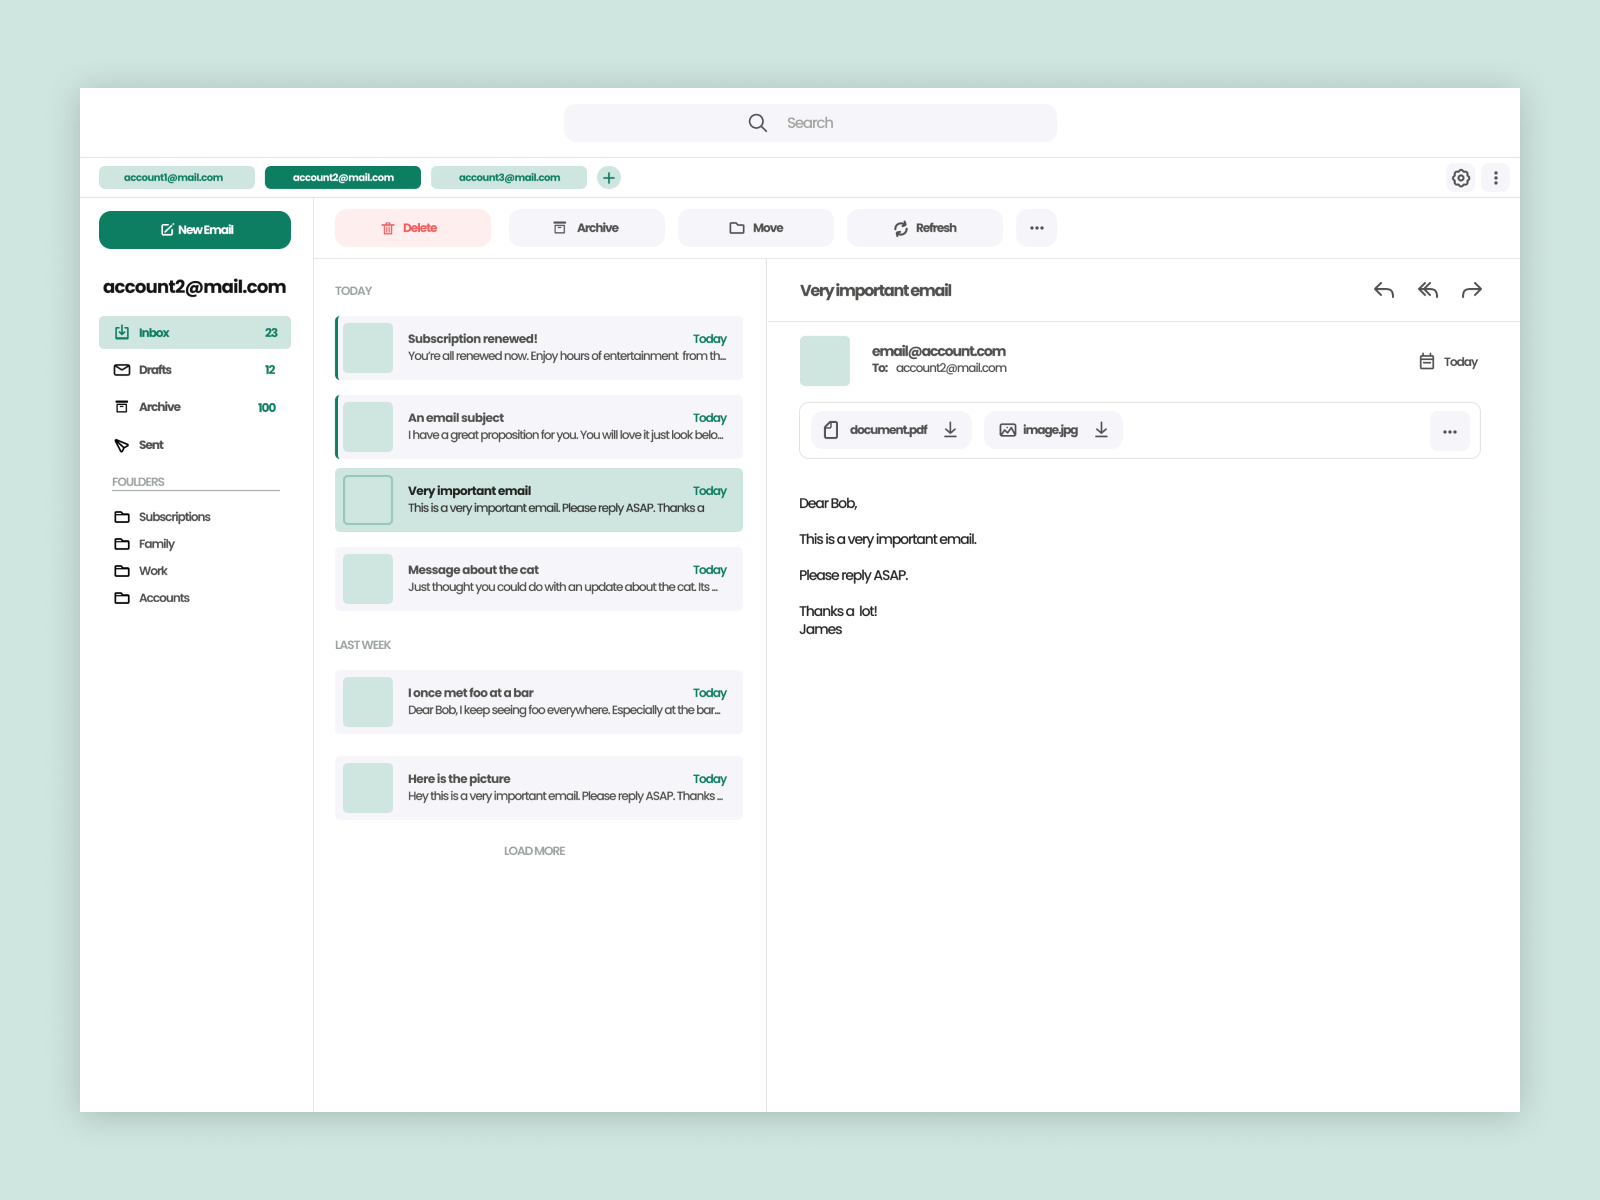 Search
account1@mail.com
account2@mail.com
account3@mail.com
New Email
Delete
Archive
Move
Refresh
account2@mail.com
Inbox 23
Drafts 12
Archive 100
Sent
FOULDERS
Subscriptions
Family
Work
Accounts
TODAY
Subscription renewed! Today
You're all renewed now. Enjoy hours of entertainment from th...
An email subject Today
I have a great proposition for you. You will love it just look belo...
Very important email Today
This is a very important email. Please reply ASAP. Thanks a
Message about the cat Today
Just thought you could do with an update about the cat. Its ...
LAST WEEK
I once met foo at a bar Today
Dear Bob, I keep seeing foo everywhere. Especially at the bar...
Here is the picture Today
Hey this is a very important email. Please reply ASAP. Thanks ...
LOAD MORE
Very important email
email@account.com
To: account2@mail.com
Today
document.pdf
image.jpg
Dear Bob,
This is a very important email.
Please reply ASAP.
Thanks a lot!
James